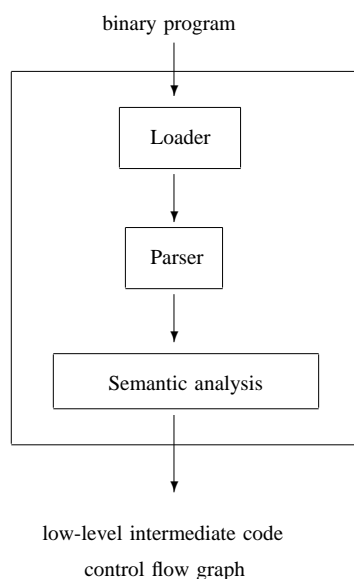 binary program
Loader
Parser
Semantic analysis
low-level intermediate code
control flow graph